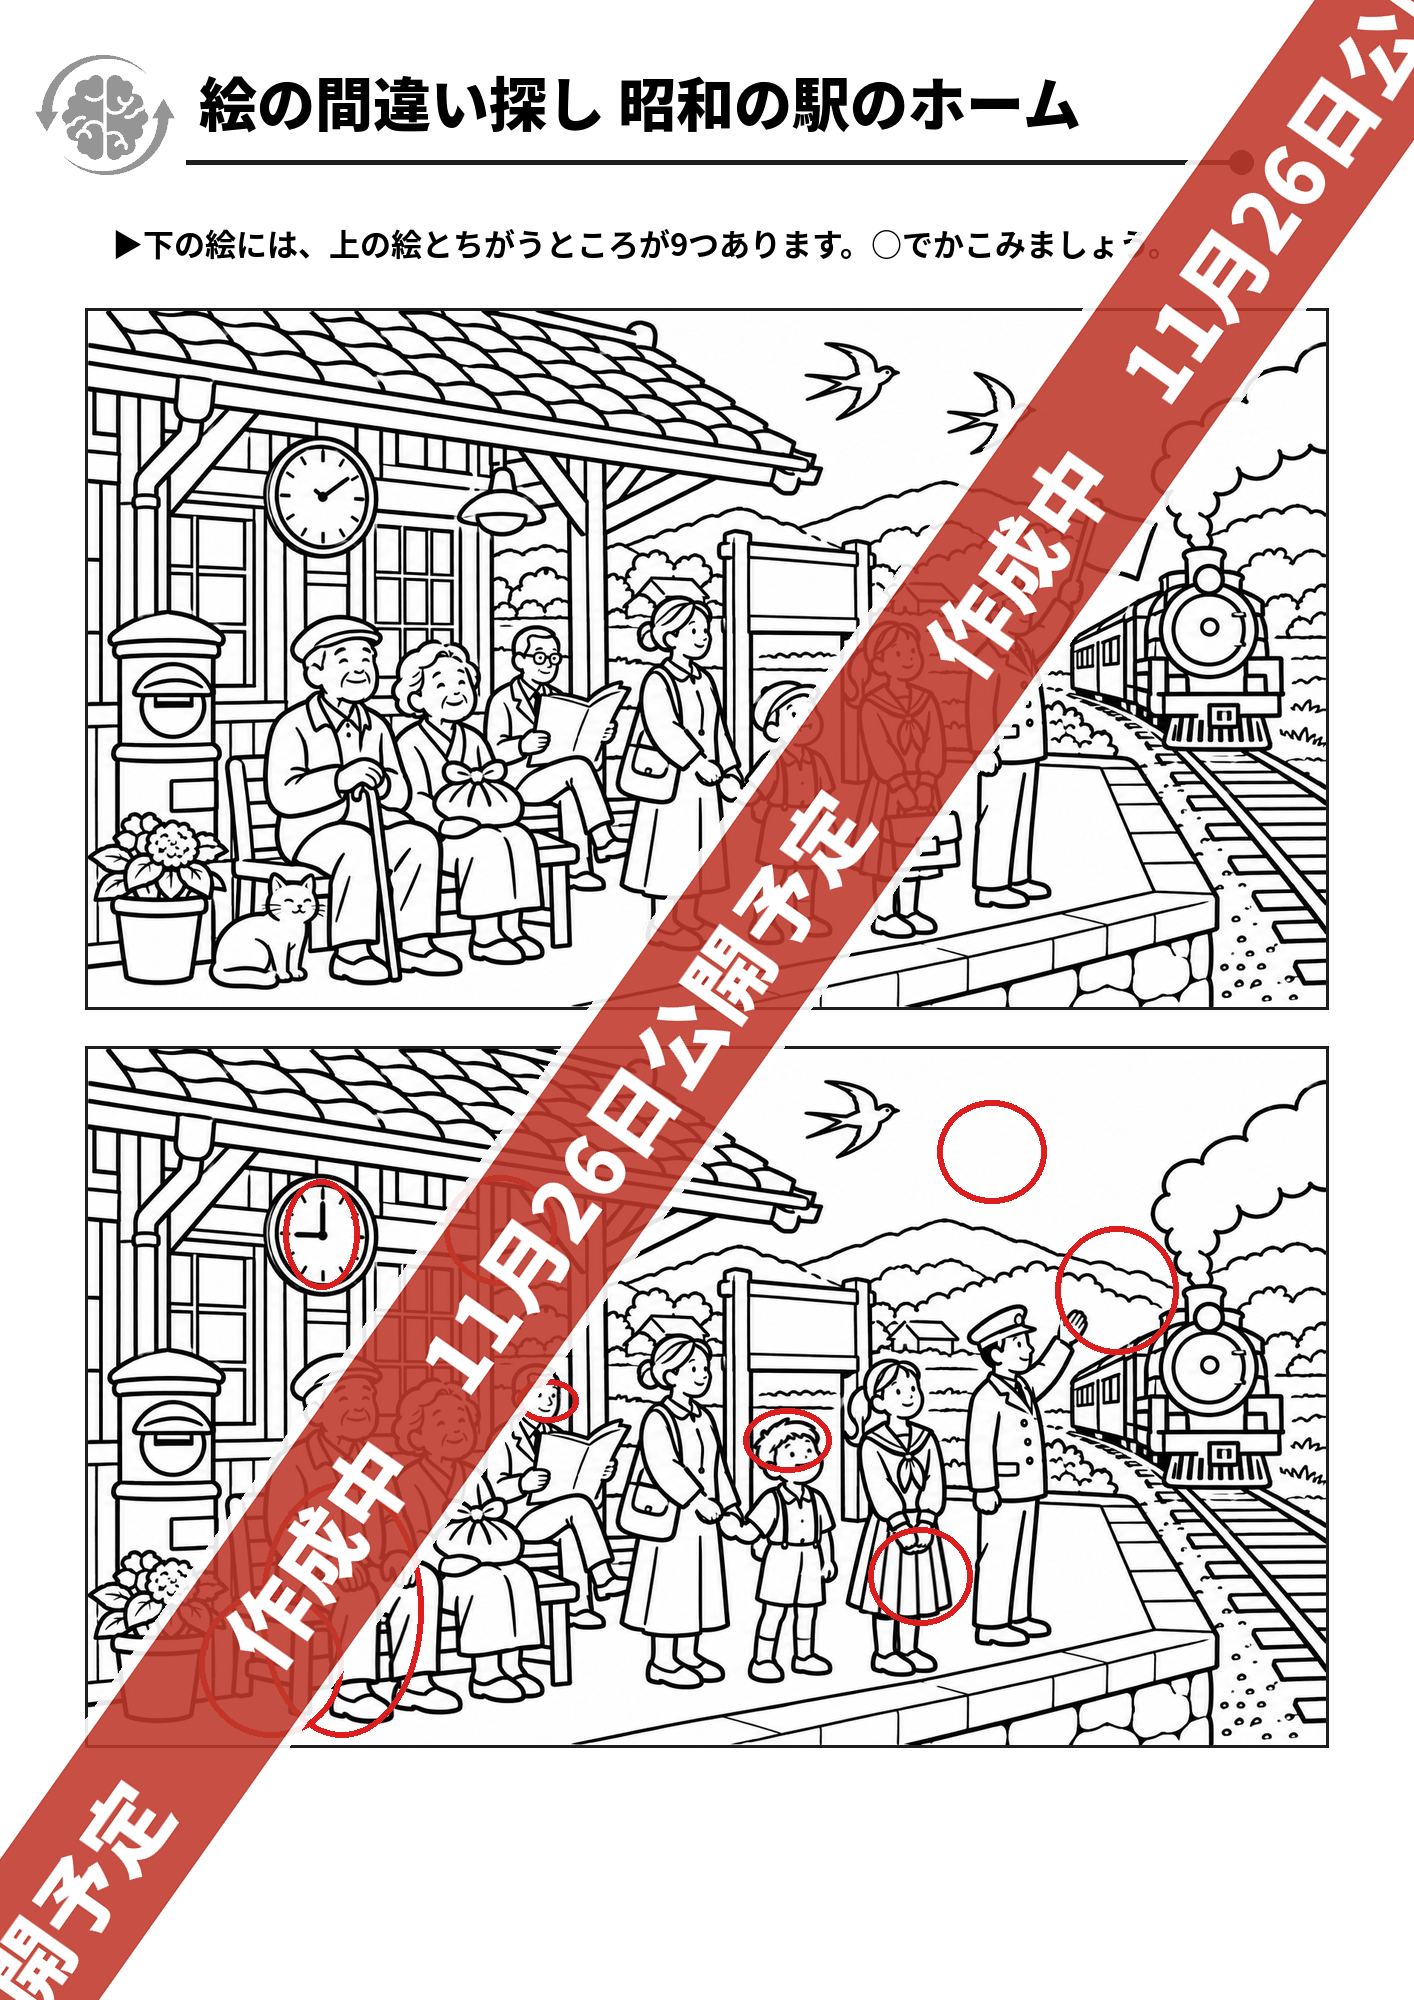 絵の間違い探し 昭和の駅のホーム
▶下の絵には、上の絵とちがうところが9つあります。○でかこみましょう。
作成中 11月26日公
作成中 11月26日公開予定
開予定